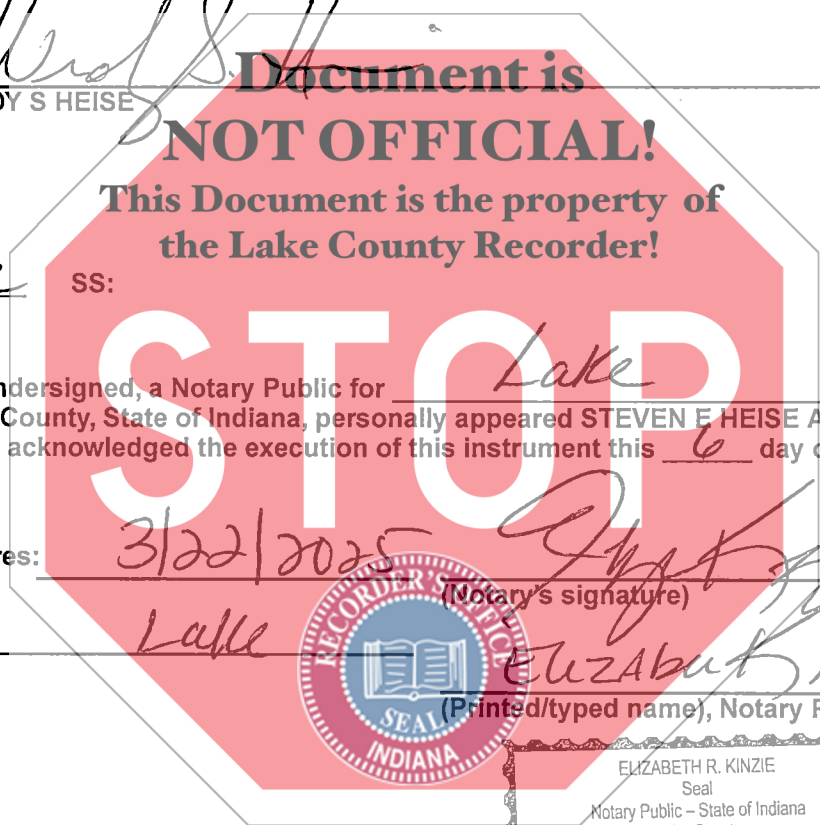 Document is
Y S HEISE
NOT OFFICIAL!
This Document is the property of
the Lake County Recorder!
SS:
STOP
ndersigned, a Notary Public for Lake
County, State of Indiana, personally appeared STEVEN E HEISE A
acknowledged the execution of this instrument this 6 day o
es: 3/22/2025
(Notary's signature)
Lake
RECORDER'S OFFICE
SEAL
INDIANA
(Printed/typed name), Notary P
ELIZABETH R. KINZIE
Seal
Notary Public – State of Indiana